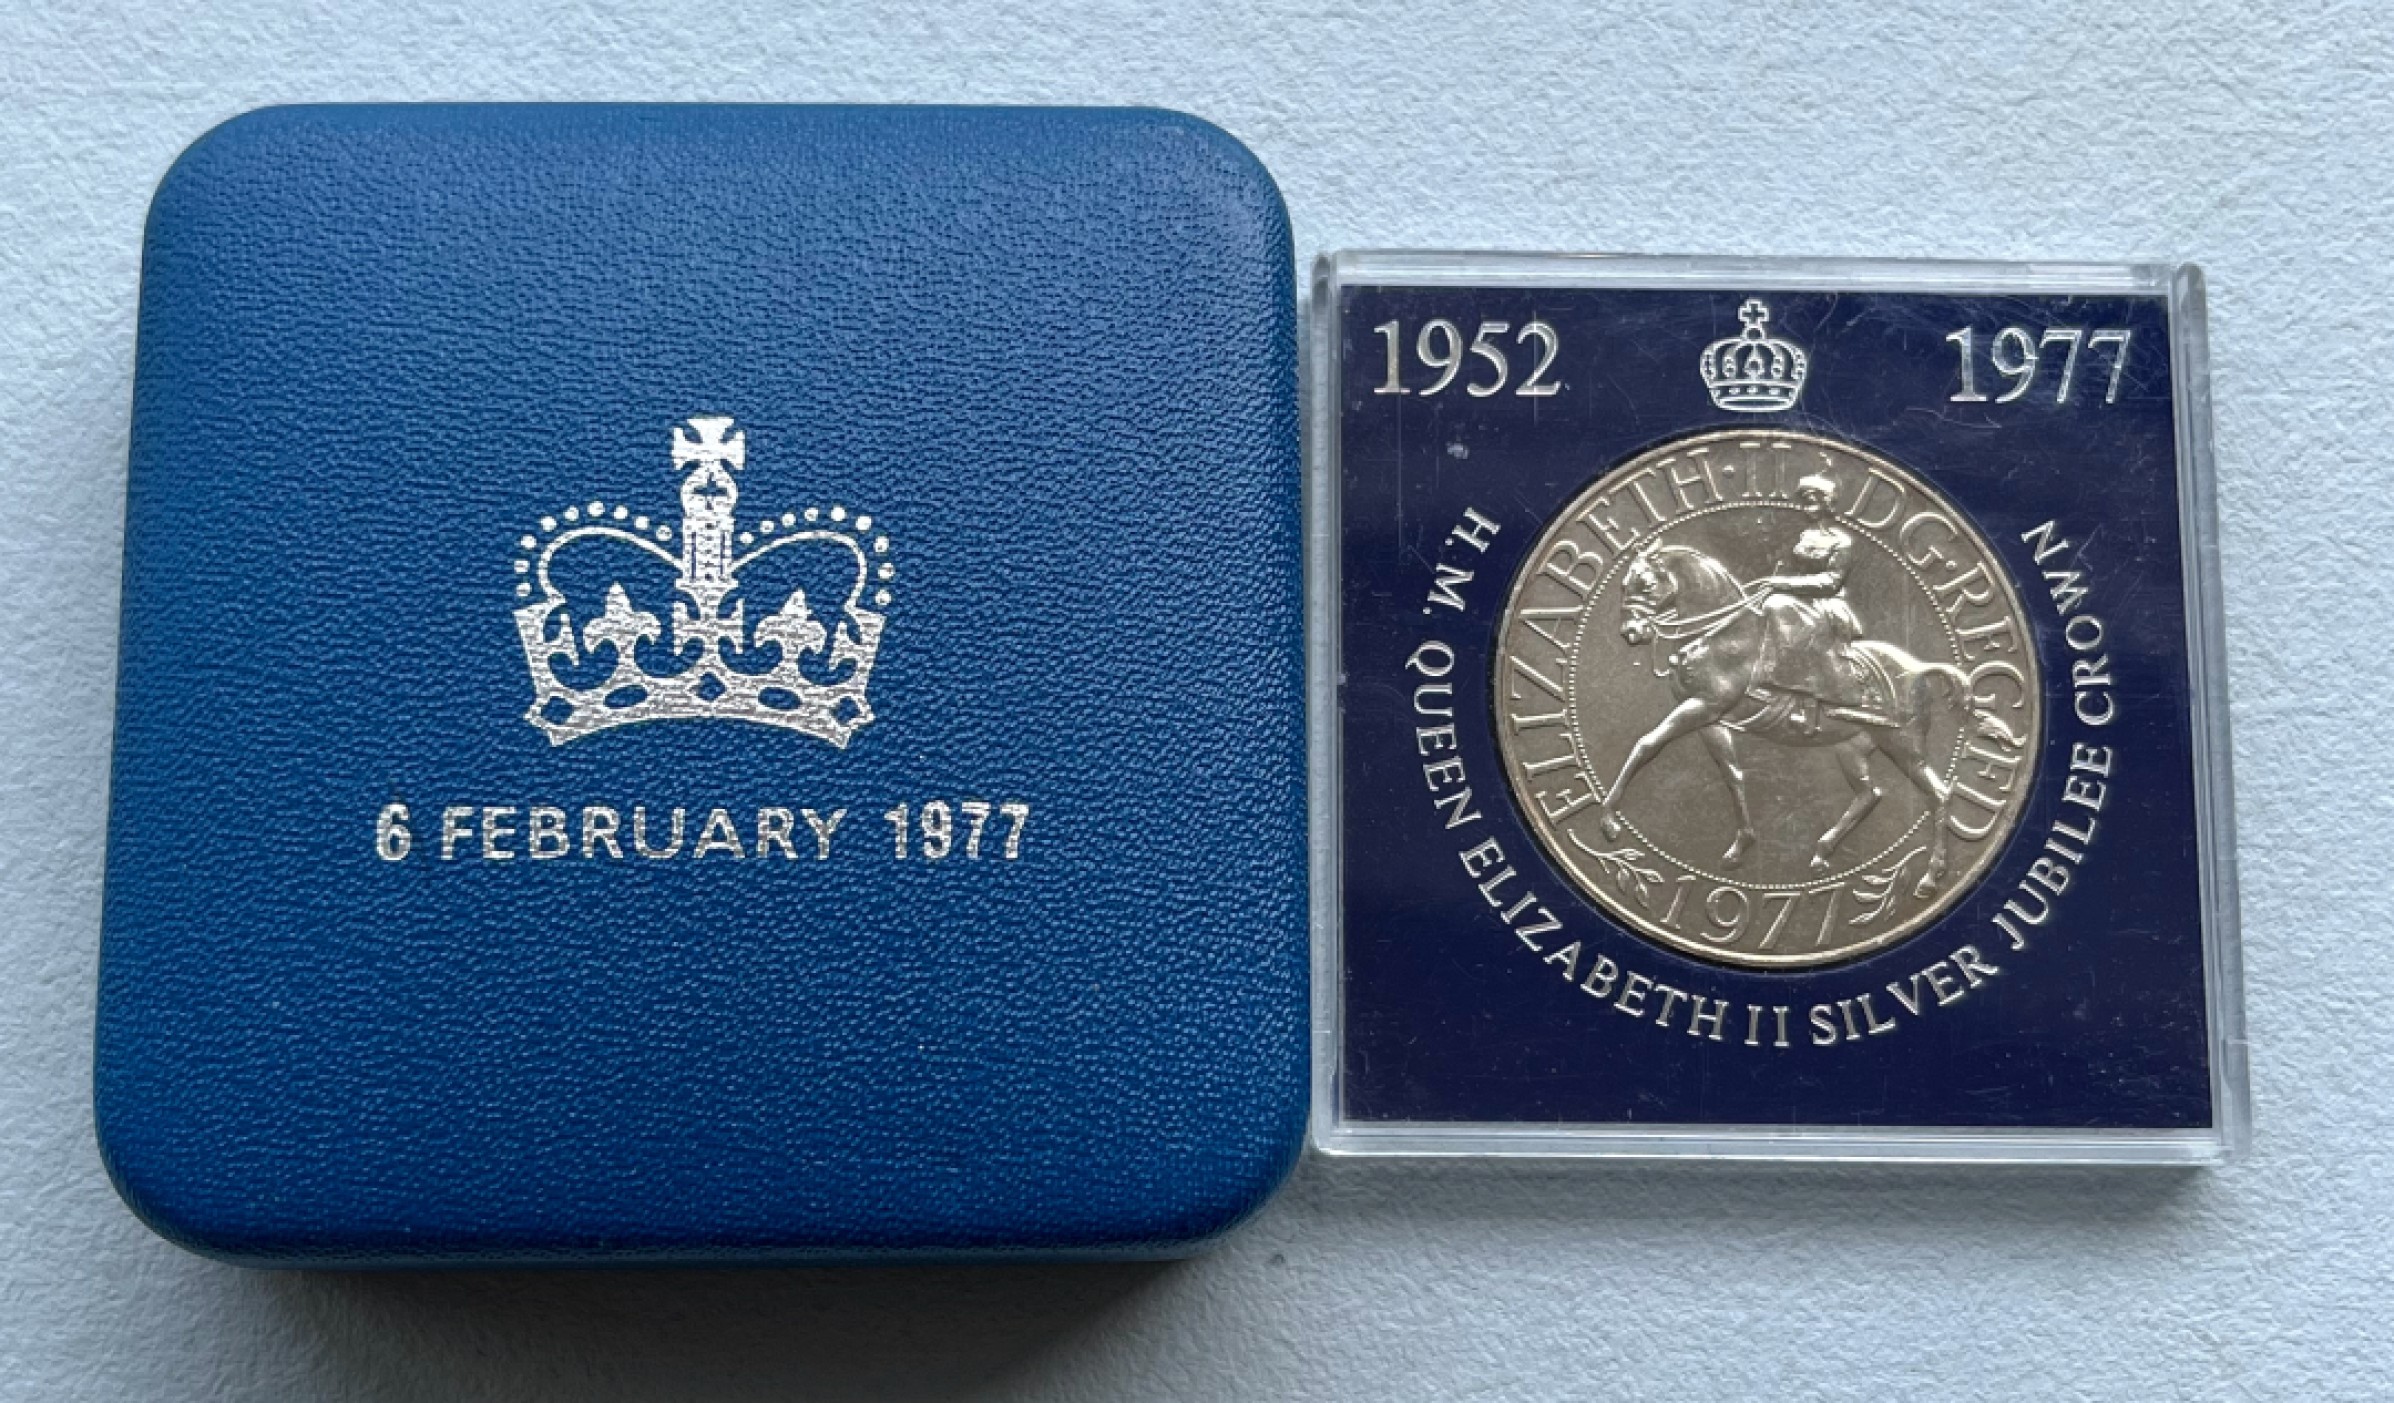 6 FEBRUARY 1977
1952 1977
H.M. QUEEN ELIZABETH II SILVER JUBILEE CROWN
ELIZABETH·II DG·REG FD
1977